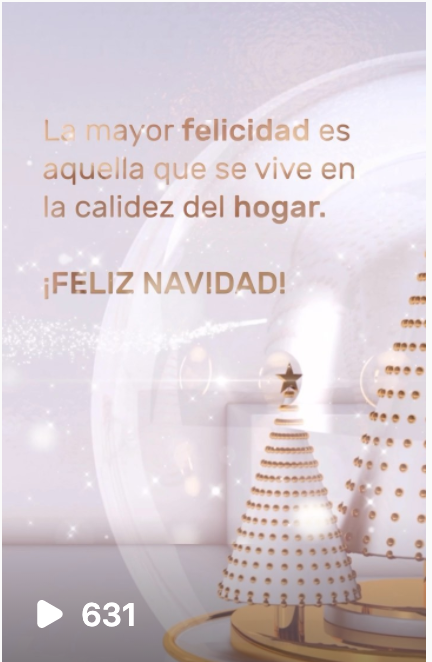 La mayor felicidad es
aquella que se vive en
la calidez del hogar.
¡FELIZ NAVIDAD!
631